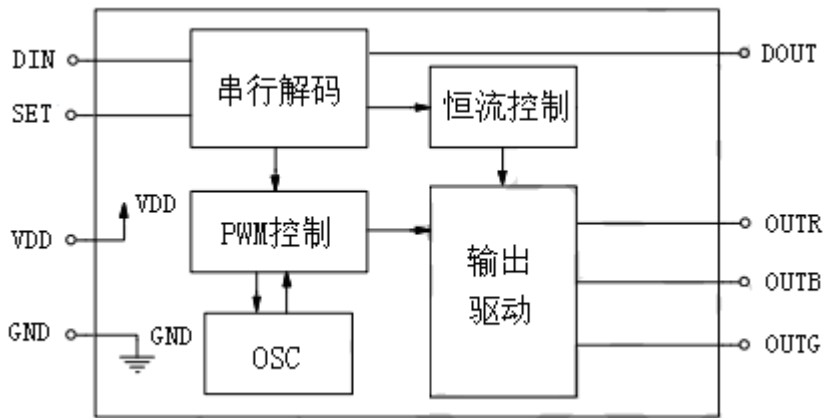 DIN
SET
VDD
VDD
GND
GND
串行解码
恒流控制
PWM控制
OSC
输出
驱动
DOUT
OUTR
OUTB
OUTG